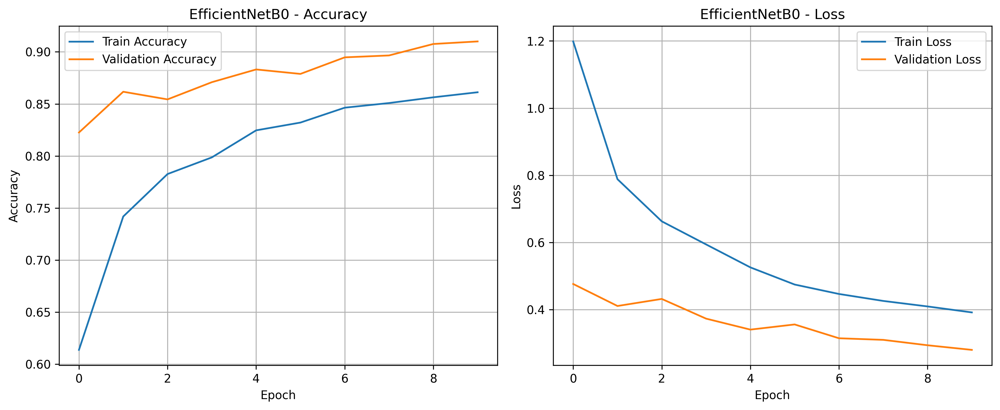 EfficientNetB0 - Accuracy
Train Accuracy
Validation Accuracy
0.90
0.85
0.80
0.75
0.70
0.65
0.60
Accuracy
0 2 4 6 8
Epoch
EfficientNetB0 - Loss
Train Loss
Validation Loss
1.2
1.0
0.8
0.6
0.4
Loss
0 2 4 6 8
Epoch